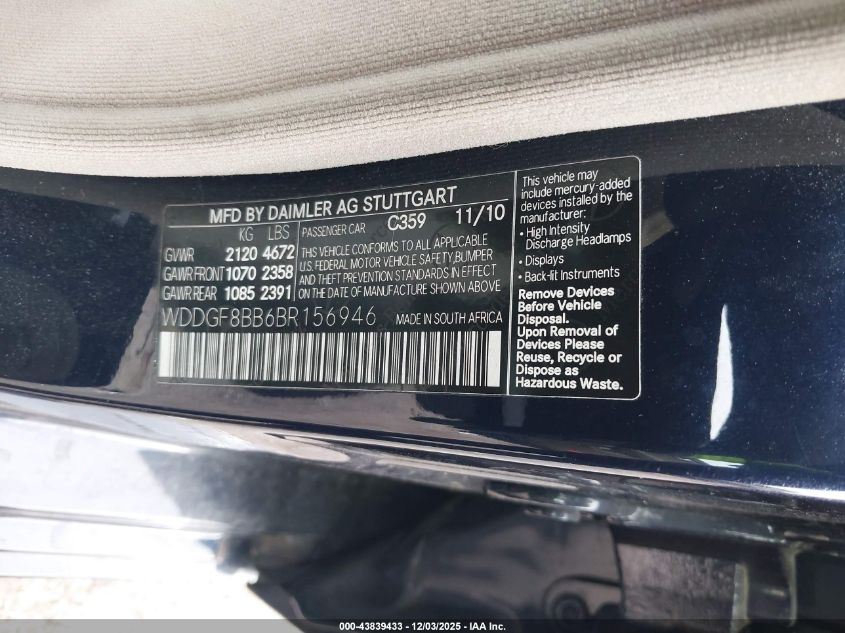 MFD BY DAIMLER AG STUTTGART
KG LBS
GVWR 2120 4672
GAWR FRONT 1070 2358
GAWR REAR 1085 2391
PASSENGER CAR C359 11/10
THIS VEHICLE CONFORMS TO ALL APPLICABLE
U.S. FEDERAL MOTOR VEHICLE SAFETY,BUMPER
AND THEFT PREVENTION STANDARDS IN EFFECT
ON THE DATE OF MANUFACTURE SHOWN ABOVE
WDDGF8BB6BR156946 MADE IN SOUTH AFRICA
This vehicle may
include mercury-added
devices installed by the
manufacturer:
• High Intensity
Discharge Headlamps
• Displays
• Back-lit Instruments
Remove Devices
Before Vehicle
Disposal.
Upon Removal of
Devices Please
Reuse, Recycle or
Dispose as
Hazardous Waste.
000-43839433 - 12/03/2025 - IAA Inc.